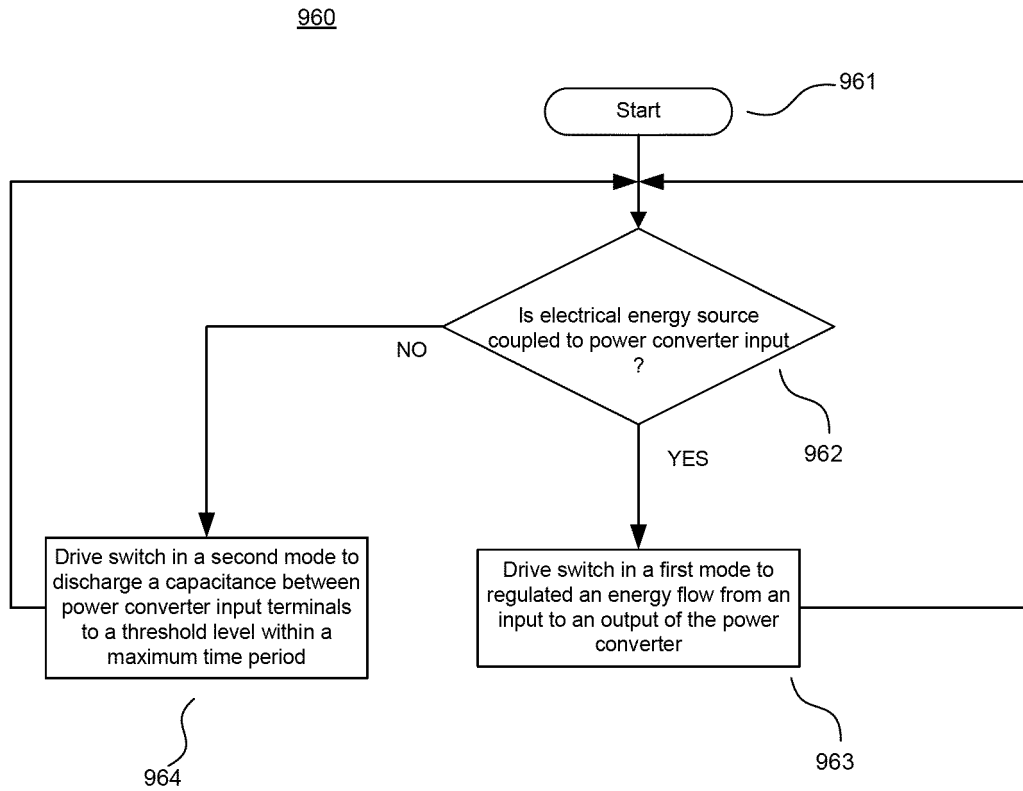 960
Start
961
Is electrical energy source
coupled to power converter input
?
NO
YES
962
Drive switch in a second mode to
discharge a capacitance between
power converter input terminals
to a threshold level within a
maximum time period
Drive switch in a first mode to
regulated an energy flow from an
input to an output of the power
converter
964
963